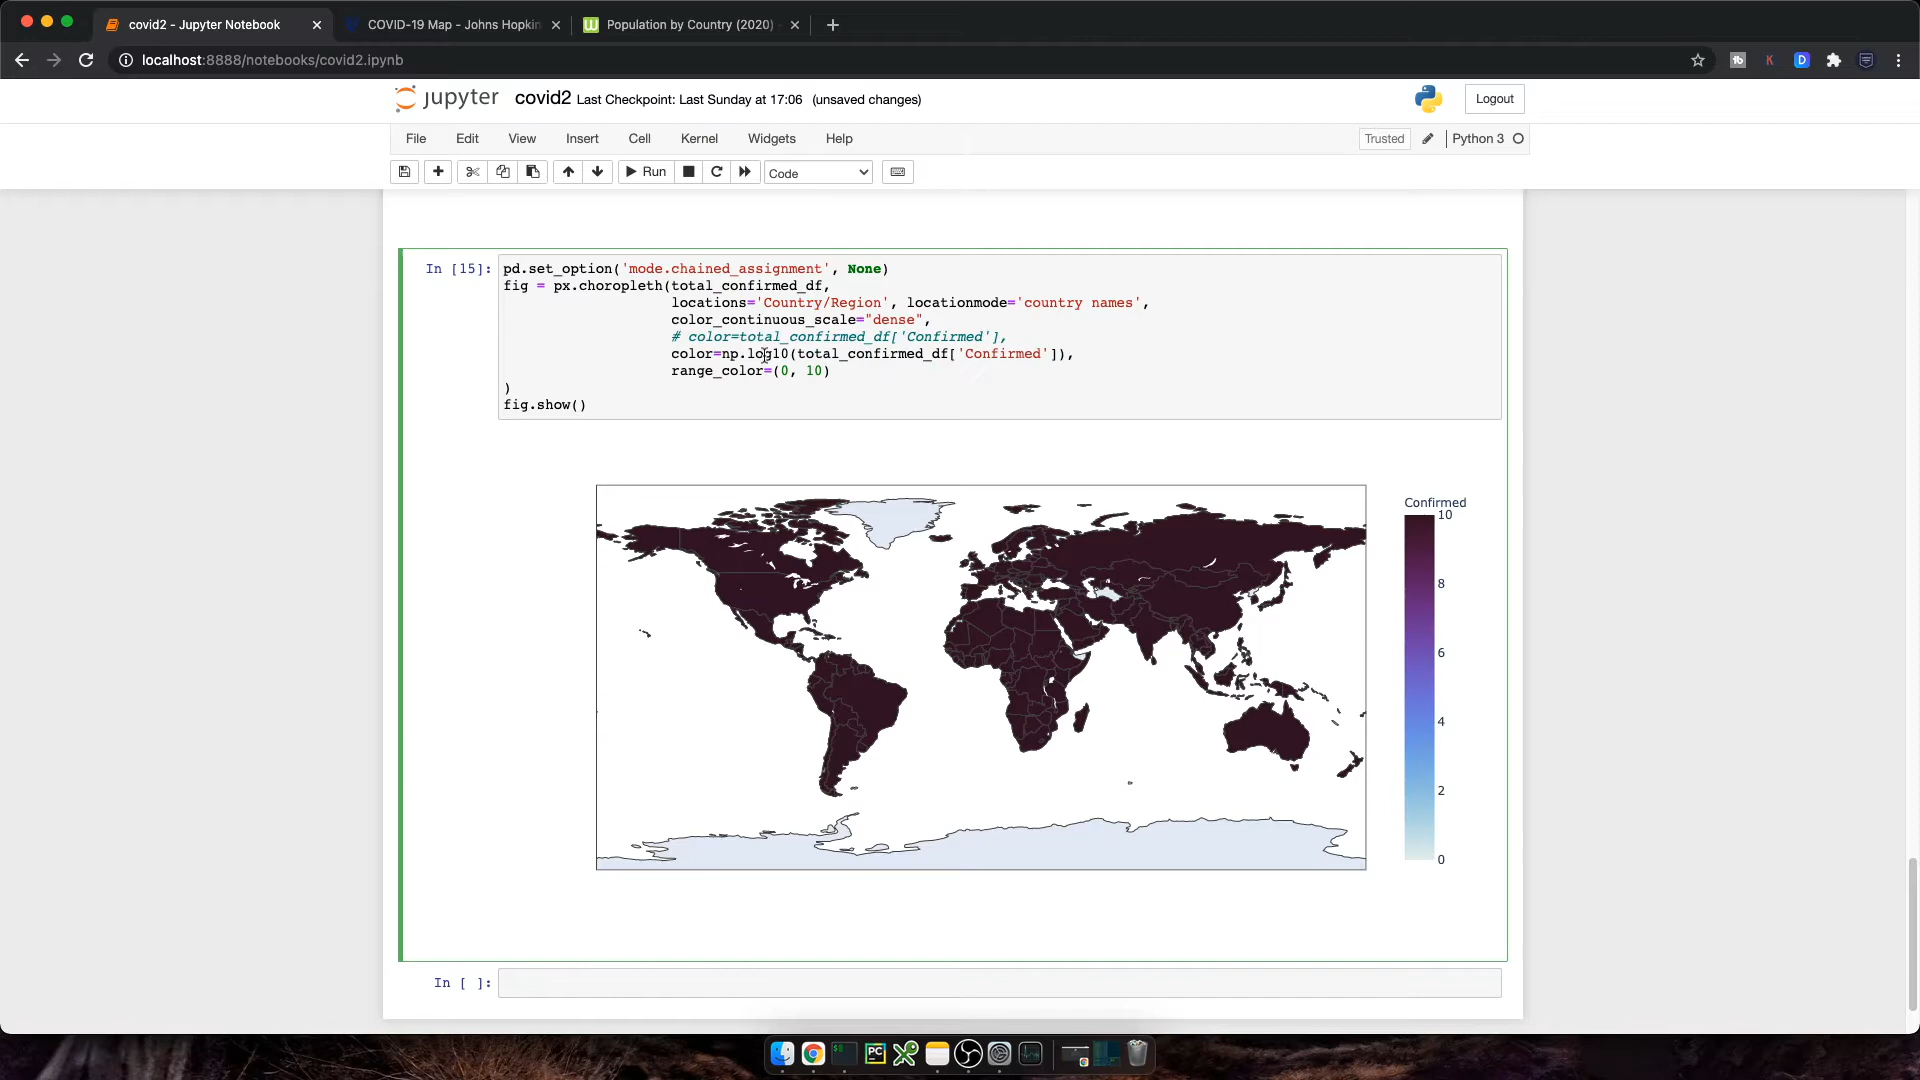 covid2 - Jupyter Notebook
COVID-19 Map - Johns Hopkin
Population by Country (2020)
localhost:8888/notebooks/covid2.ipynb
jupyter covid2 Last Checkpoint: Last Sunday at 17:06 (unsaved changes)
Logout
File Edit View Insert Cell Kernel Widgets Help
Trusted Python 3
Run Code
In [15]: pd.set_option('mode.chained_assignment', None)
fig = px.choropleth(total_confirmed_df,
locations='Country/Region', locationmode='country names',
color_continuous_scale="dense",
# color=total_confirmed_df['Confirmed'],
color=np.log10(total_confirmed_df['Confirmed']),
range_color=(0, 10)
)
fig.show()
Confirmed
10
8
6
4
2
0
In [ ]: